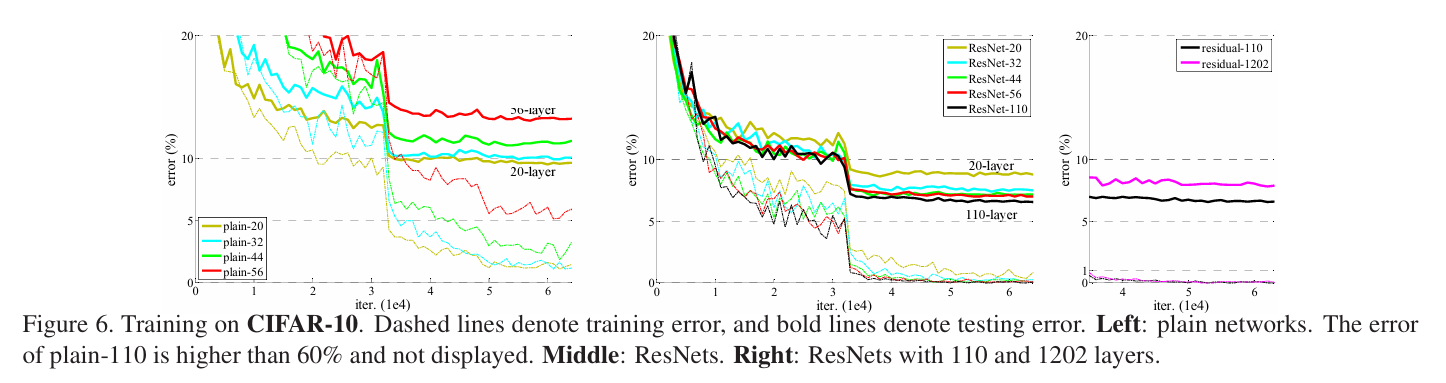 20
10
5
0
error (%)
0 1 2 3 4 5 6
iter. (1e4)
56-layer
20-layer
plain-20
plain-32
plain-44
plain-56
20
10
5
0
error (%)
0 1 2 3 4 5 6
iter. (1e4)
20-layer
110-layer
ResNet-20
ResNet-32
ResNet-44
ResNet-56
ResNet-110
20
10
5
1
0
error (%)
4 5 6
iter. (1e4)
residual-110
residual-1202
Figure 6. Training on CIFAR-10. Dashed lines denote training error, and bold lines denote testing error. Left: plain networks. The error
of plain-110 is higher than 60% and not displayed. Middle: ResNets. Right: ResNets with 110 and 1202 layers.